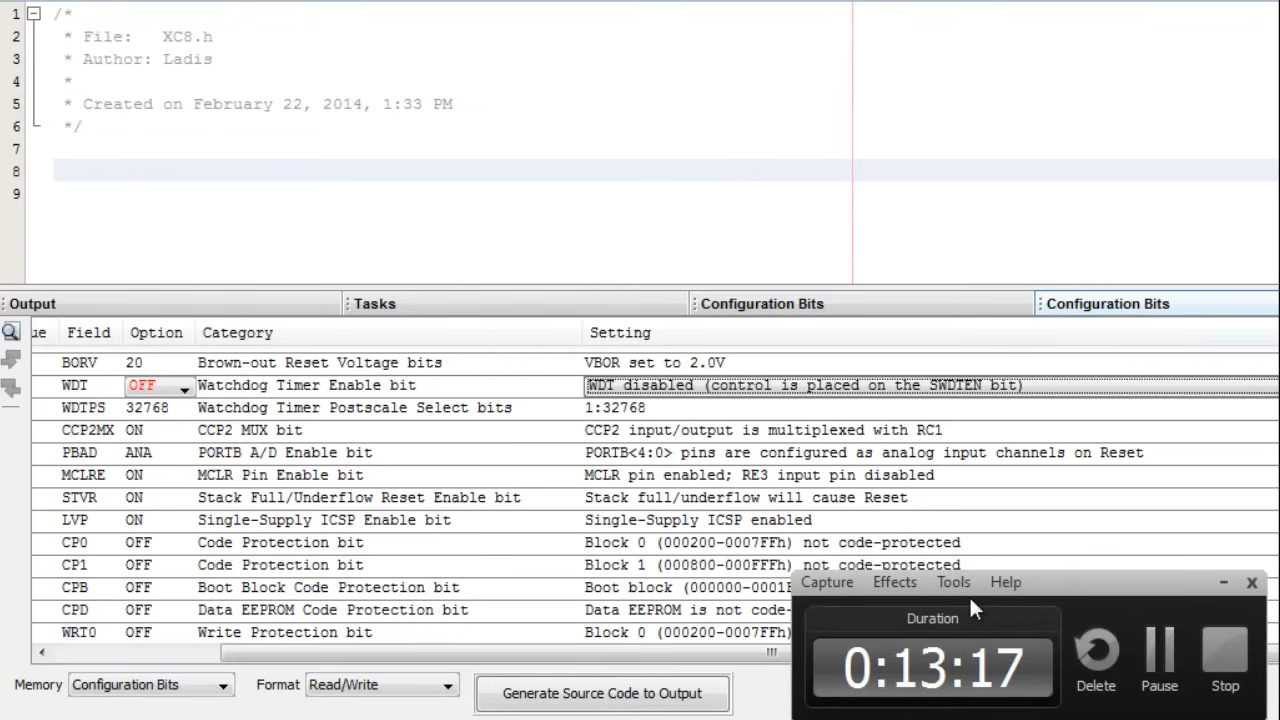 1 /*
2 * File: XC8.h
3 * Author: Ladis
4 *
5 * Created on February 22, 2014, 1:33 PM
6 */
7
8
9
Output Tasks Configuration Bits Configuration Bits
ue Field Option Category Setting
BORV 20 Brown-out Reset Voltage bits VBOR set to 2.0V
WDT OFF Watchdog Timer Enable bit WDT disabled (control is placed on the SWDTEN bit)
WDTPS 32768 Watchdog Timer Postscale Select bits 1:32768
CCP2MX ON CCP2 MUX bit CCP2 input/output is multiplexed with RC1
PBAD ANA PORTB A/D Enable bit PORTB<4:0> pins are configured as analog input channels on Reset
MCLRE ON MCLR Pin Enable bit MCLR pin enabled; RE3 input pin disabled
STVR ON Stack Full/Underflow Reset Enable bit Stack full/underflow will cause Reset
LVP ON Single-Supply ICSP Enable bit Single-Supply ICSP enabled
CP0 OFF Code Protection bit Block 0 (000200-0007FFh) not code-protected
CP1 OFF Code Protection bit Block 1 (000800-000FFFh) not code-protected
CPB OFF Boot Block Code Protection bit Boot block (000000-0001
CPD OFF Data EEPROM Code Protection bit Data EEPROM is not code-
WRT0 OFF Write Protection bit Block 0 (000200-0007FFh)
Memory Configuration Bits Format Read/Write Generate Source Code to Output
Capture Effects Tools Help
Duration
0:13:17
Delete Pause Stop